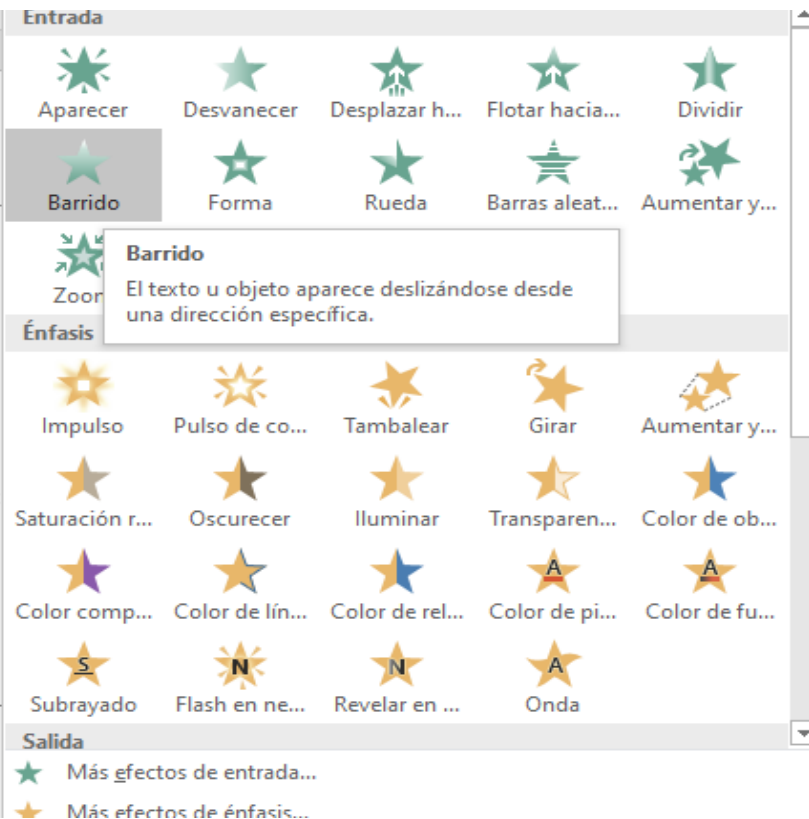 Entrada
Aparecer Desvanecer Desplazar h... Flotar hacia... Dividir
Barrido Forma Rueda Barras aleat... Aumentar y...
Zoom
Barrido
El texto u objeto aparece deslizándose desde
una dirección específica.
Énfasis
Impulso Pulso de co... Tambalear Girar Aumentar y...
Saturación r... Oscurecer Iluminar Transparen... Color de ob...
Color comp... Color de lín... Color de rel... Color de pi... Color de fu...
S N N A
Subrayado Flash en ne... Revelar en ... Onda
Salida
Más efectos de entrada...
Más efectos de énfasis...